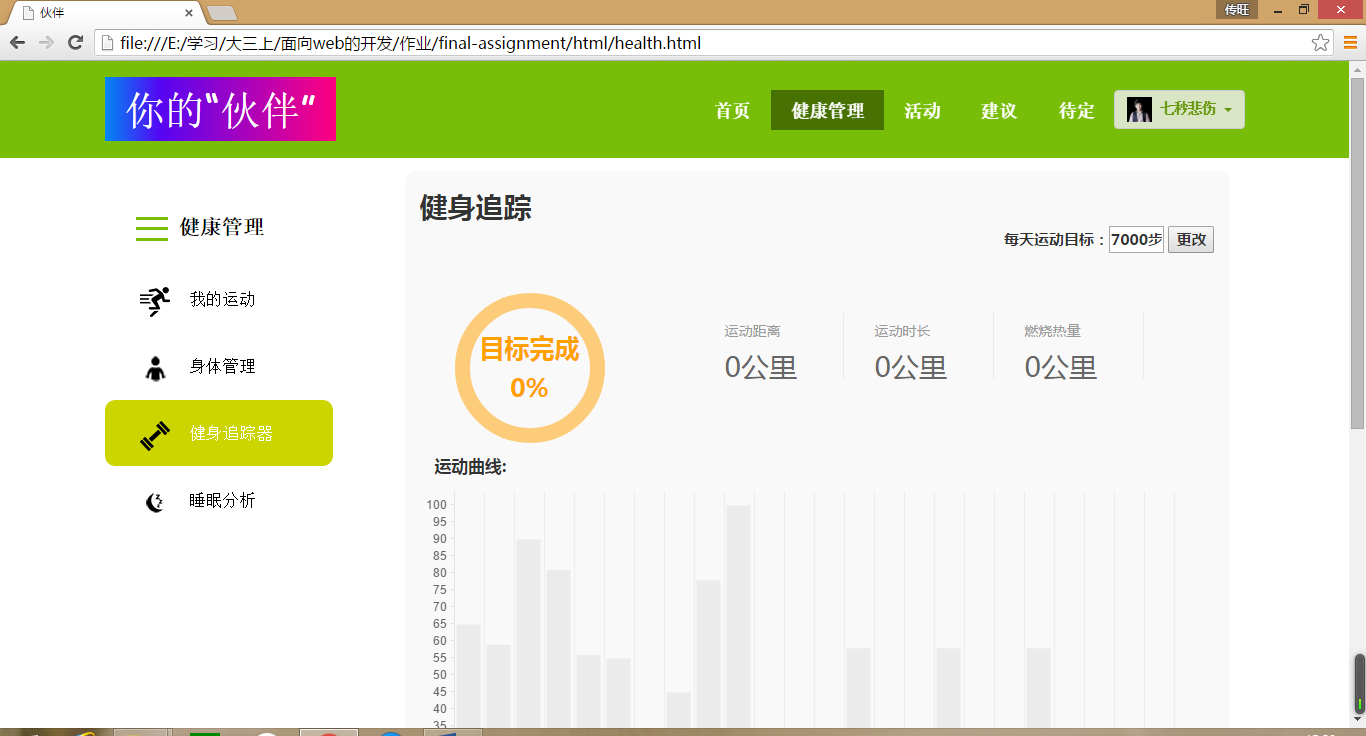 伙伴
传旺
file:///E:/学习/大三上/面向web的开发/作业/final-assignment/html/health.html
你的“伙伴”
首页 健康管理 活动 建议 待定 七秒悲伤
健康管理
我的运动
身体管理
健身追踪器
睡眠分析
健身追踪
每天运动目标：7000步 更改
目标完成
0%
运动距离 运动时长 燃烧热量
0公里 0公里 0公里
运动曲线:
100
95
90
85
80
75
70
65
60
55
50
45
40
35